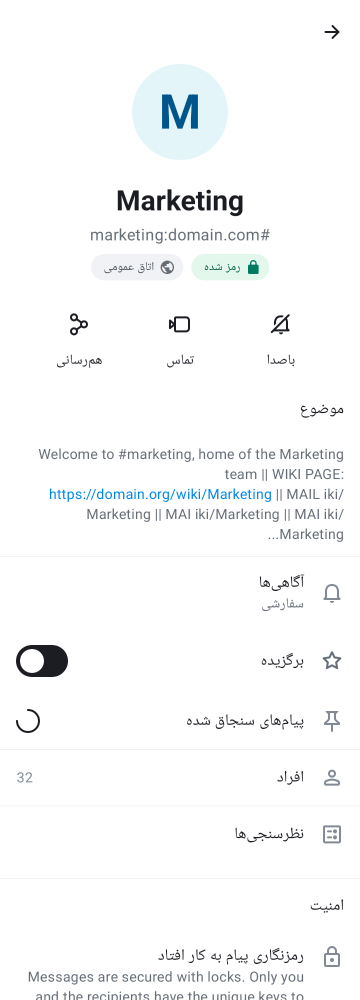 M
Marketing
marketing:domain.com#
رمز شده
اتاق عمومی
باصدا
تماس
هم‌رسانی
موضوع
Welcome to #marketing, home of the Marketing
team || WIKI PAGE:
https://domain.org/wiki/Marketing || MAIL iki/
Marketing || MAI iki/Marketing || MAI iki/
...Marketing
آگاهی‌ها
سفارشی
برگزیده
پیام‌های سنجاق شده
افراد
32
نظرسنجی‌ها
امنیت
رمزنگاری پیام به کار افتاد
Messages are secured with locks. Only you
and the recipients have the unique keys to